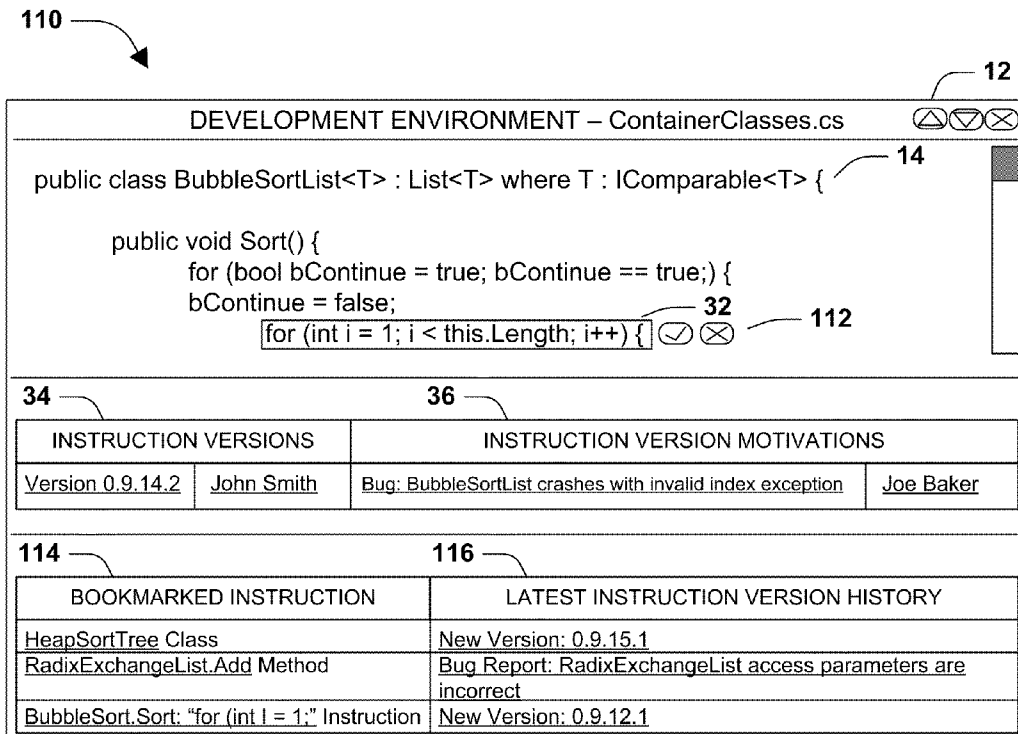 110
12
DEVELOPMENT ENVIRONMENT – ContainerClasses.cs
14
public class BubbleSortList<T> : List<T> where T : IComparable<T> {
public void Sort() {
for (bool bContinue = true; bContinue == true;) {
bContinue = false;
32
112
for (int i = 1; i < this.Length; i++) {
34
36
INSTRUCTION VERSIONS INSTRUCTION VERSION MOTIVATIONS
Version 0.9.14.2 John Smith Bug: BubbleSortList crashes with invalid index exception Joe Baker
114
116
BOOKMARKED INSTRUCTION LATEST INSTRUCTION VERSION HISTORY
HeapSortTree Class New Version: 0.9.15.1
RadixExchangeList.Add Method Bug Report: RadixExchangeList access parameters are
incorrect
BubbleSort.Sort: “for (int I = 1;” Instruction New Version: 0.9.12.1